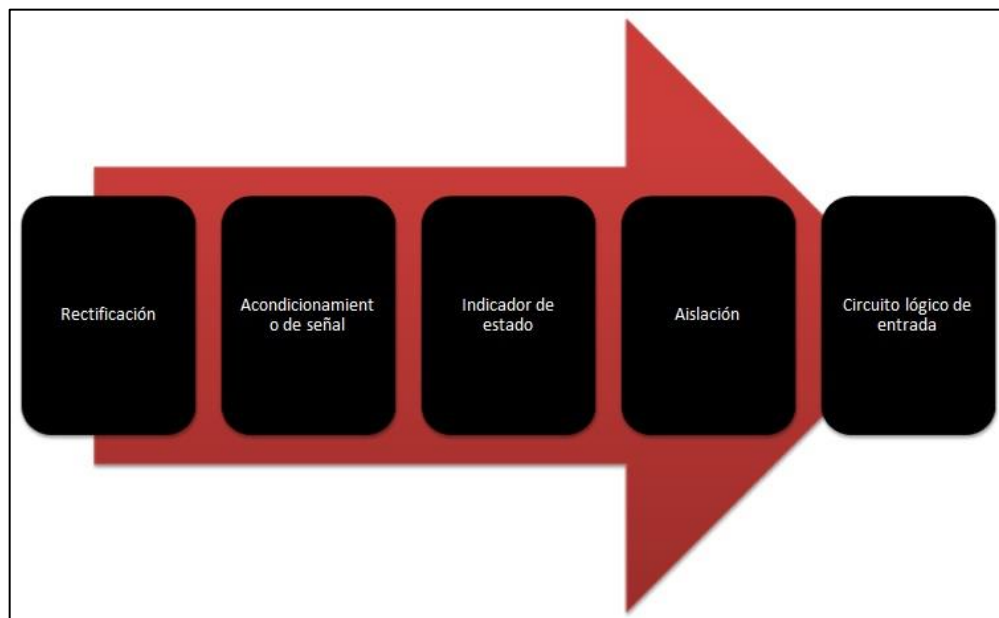 Rectificación
Acondicionamient
o de señal
Indicador de
estado
Aislación
Circuito lógico de
entrada